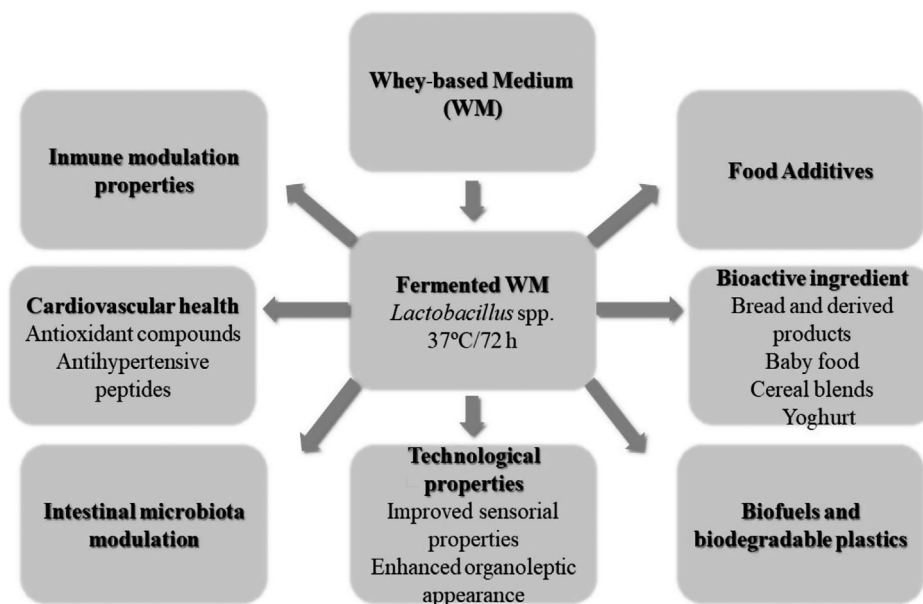 Whey-based Medium
(WM)
Inmune modulation
properties
Food Additives
Fermented WM
Lactobacillus spp.
37ºC/72 h
Cardiovascular health
Antioxidant compounds
Antihypertensive
peptides
Bioactive ingredient
Bread and derived
products
Baby food
Cereal blends
Yoghurt
Intestinal microbiota
modulation
Technological
properties
Improved sensorial
properties
Enhanced organoleptic
appearance
Biofuels and
biodegradable plastics